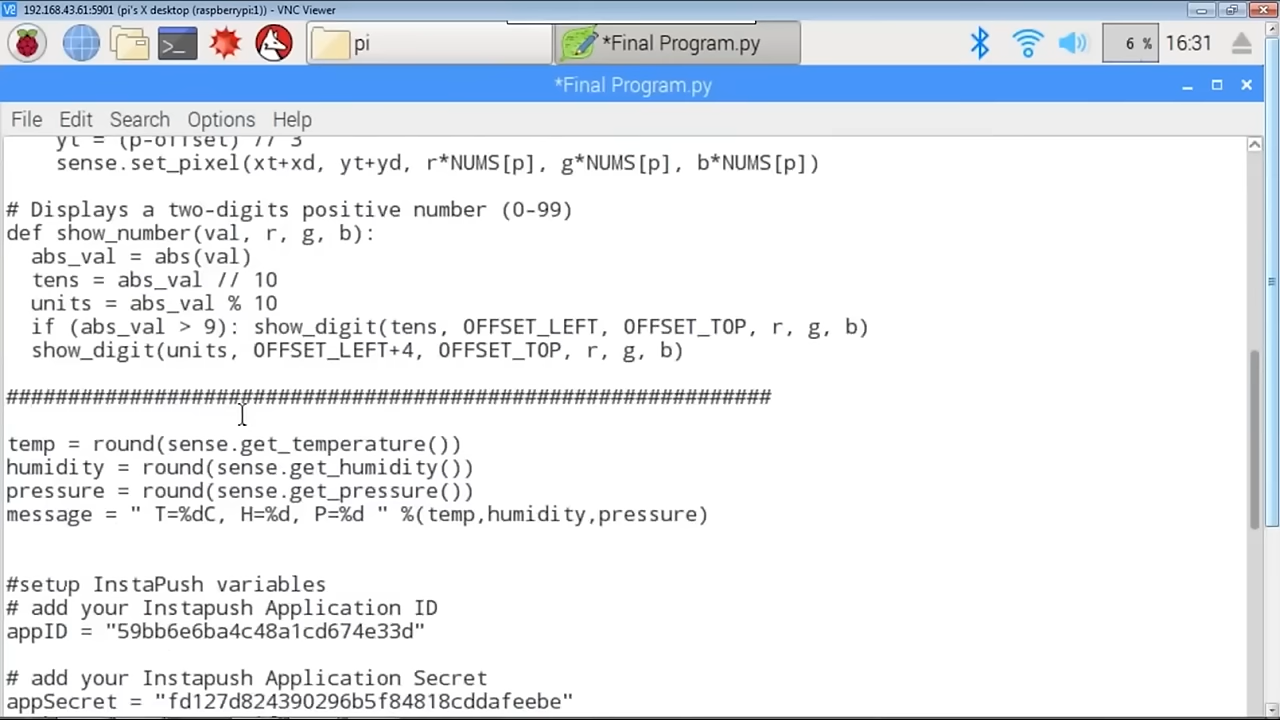 192.168.43.61:5901 (pi's X desktop (raspberrypi:1)) - VNC Viewer
pi
*Final Program.py
6 %
16:31
*Final Program.py
File Edit Search Options Help
yt = (p-offset) // 3
sense.set_pixel(xt+xd, yt+yd, r*NUMS[p], g*NUMS[p], b*NUMS[p])
# Displays a two-digits positive number (0-99)
def show_number(val, r, g, b):
abs_val = abs(val)
tens = abs_val // 10
units = abs_val % 10
if (abs_val > 9): show_digit(tens, OFFSET_LEFT, OFFSET_TOP, r, g, b)
show_digit(units, OFFSET_LEFT+4, OFFSET_TOP, r, g, b)
##############################################################
temp = round(sense.get_temperature())
humidity = round(sense.get_humidity())
pressure = round(sense.get_pressure())
message = " T=%dC, H=%d, P=%d " %(temp,humidity,pressure)
#setup InstaPush variables
# add your Instapush Application ID
appID = "59bb6e6ba4c48a1cd674e33d"
# add your Instapush Application Secret
appSecret = "fd127d824390296b5f84818cddafeebe"